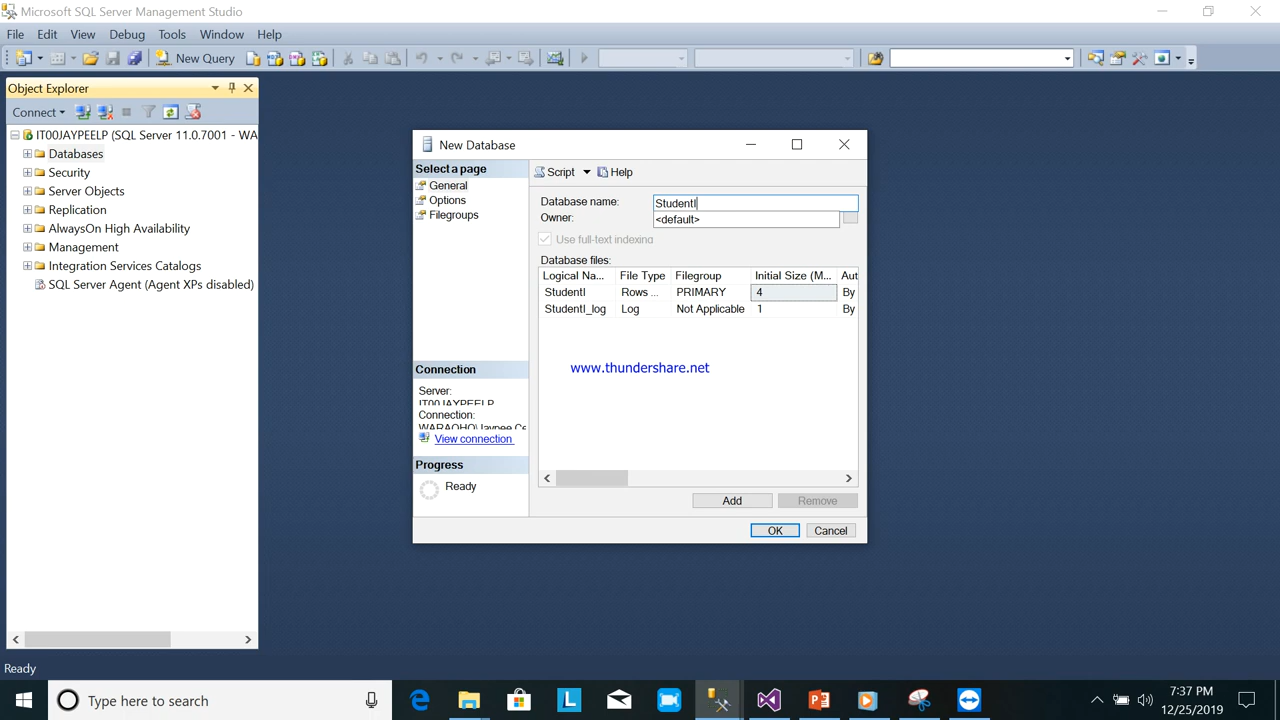 Microsoft SQL Server Management Studio
File Edit View Debug Tools Window Help
New Query
Object Explorer
Connect
IT00JAYPEELP (SQL Server 11.0.7001 - WA
Databases
Security
Server Objects
Replication
AlwaysOn High Availability
Management
Integration Services Catalogs
SQL Server Agent (Agent XPs disabled)
New Database
Select a page
General
Options
Filegroups
Script Help
Database name: StudentI
Owner: <default>
Use full-text indexing
Database files:
Logical Na... File Type Filegroup Initial Size (M... Aut
StudentI Rows ... PRIMARY 4 By
StudentI_log Log Not Applicable 1 By
www.thundershare.net
Connection
Server:
IT00JAYPEELP
Connection:
WARAOHQ\Jaypee Ce
View connection
Progress
Ready
Add Remove
OK Cancel
Ready
Type here to search
7:37 PM
12/25/2019